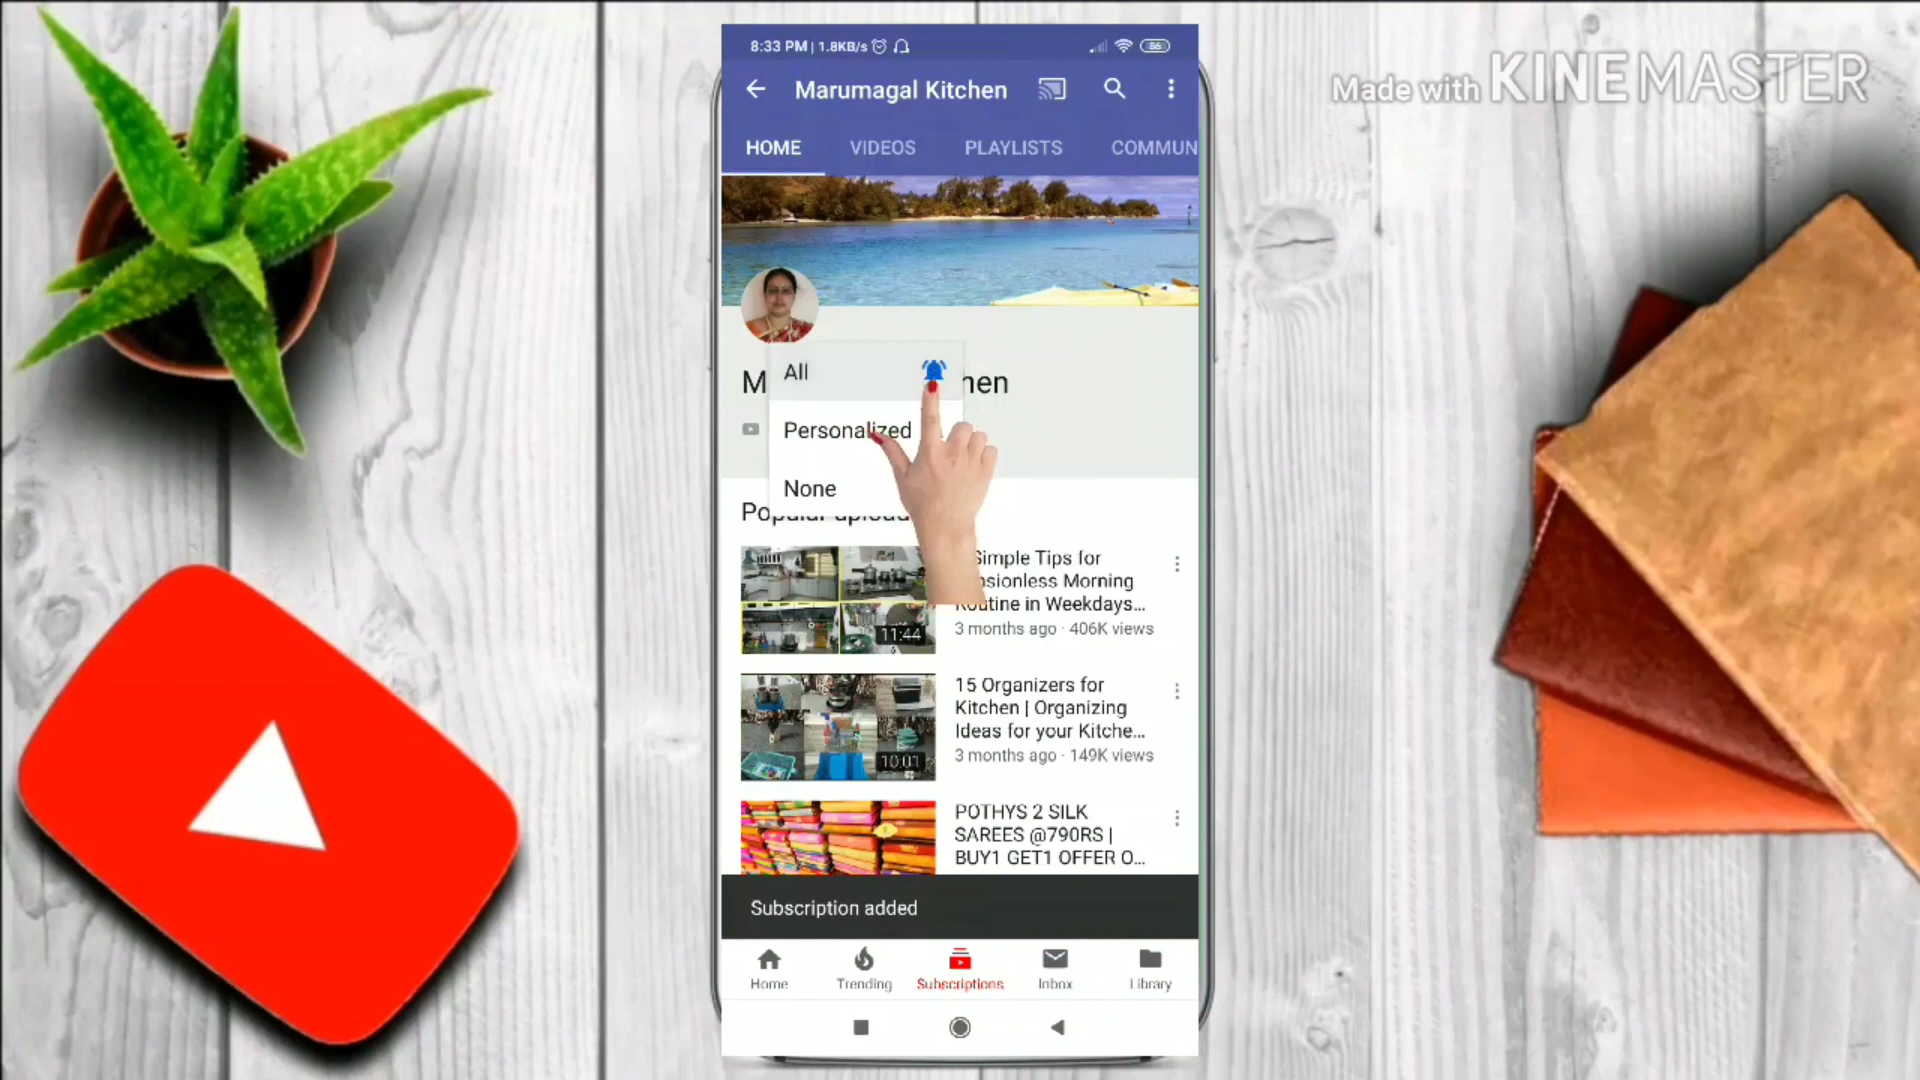 8:33 PM | 1.8KB/s
86
Made with KINEMASTER
Marumagal Kitchen
HOME VIDEOS PLAYLISTS COMMUN
All
Personalized
None
Simple Tips for
Morning
Routine in Weekdays...
3 months ago · 406K views
11:44
15 Organizers for
Kitchen | Organizing
Ideas for your Kitche...
3 months ago · 149K views
10:01
POTHYS 2 SILK
SAREES @790RS |
BUY1 GET1 OFFER O...
Subscription added
Home Trending Subscriptions Inbox Library